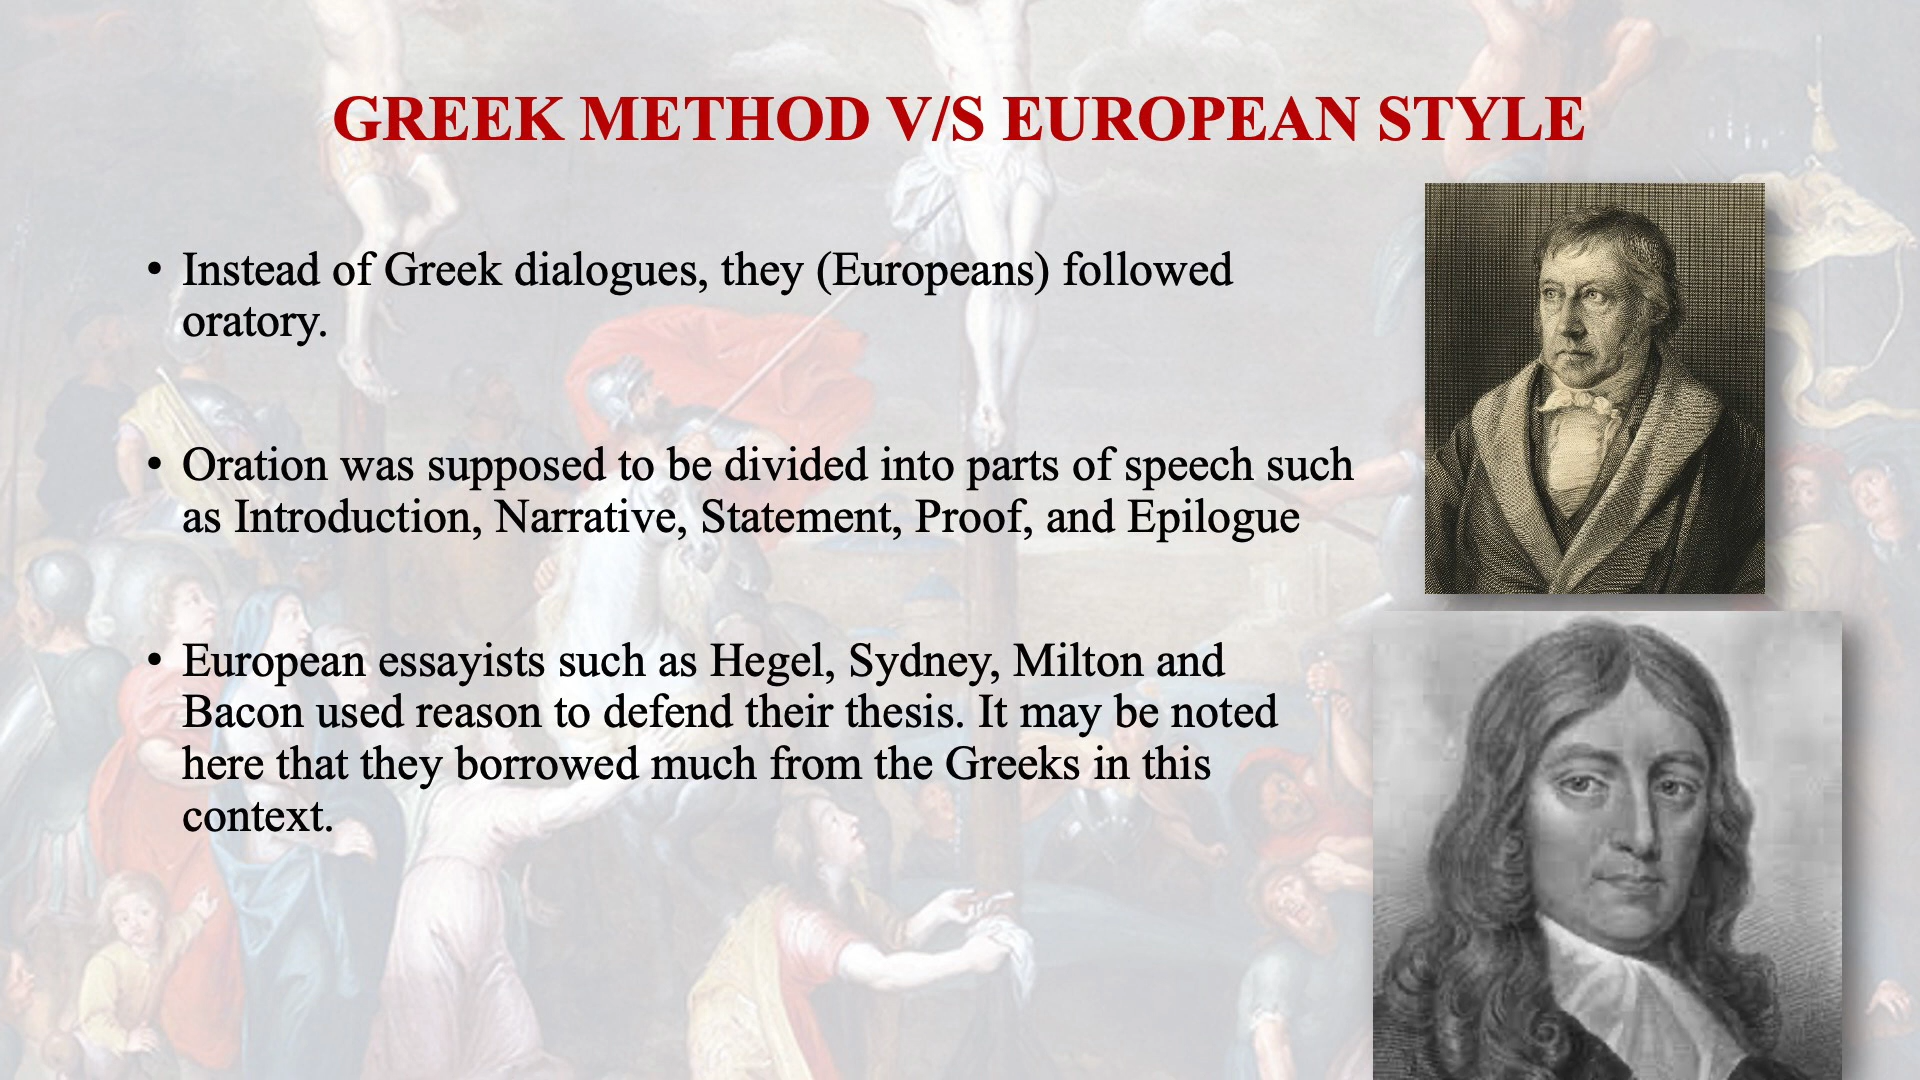 GREEK METHOD V/S EUROPEAN STYLE
• Instead of Greek dialogues, they (Europeans) followed
oratory.
• Oration was supposed to be divided into parts of speech such
as Introduction, Narrative, Statement, Proof, and Epilogue
• European essayists such as Hegel, Sydney, Milton and
Bacon used reason to defend their thesis. It may be noted
here that they borrowed much from the Greeks in this
context.